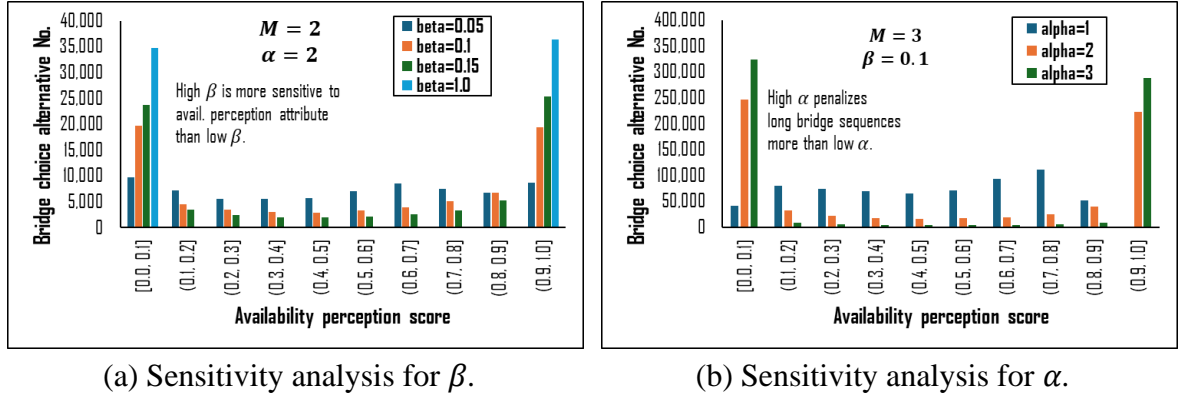 40,000
35,000
30,000
25,000
20,000
15,000
10,000
5,000
0
Bridge choice alternative No.
M = 2
α = 2
High β is more sensitive to
avail. perception attribute
than low β.
beta=0.05
beta=0.1
beta=0.15
beta=1.0
[0.0, 0.1]
(0.1, 0.2]
(0.2, 0.3]
(0.3, 0.4]
(0.4, 0.5]
(0.5, 0.6]
(0.6, 0.7]
(0.7, 0.8]
(0.8, 0.9]
(0.9, 1.0]
Availability perception score
(a) Sensitivity analysis for β.
400,000
350,000
300,000
250,000
200,000
150,000
100,000
50,000
0
Bridge choice alternative No.
M = 3
β = 0.1
High α penalizes
long bridge sequences
more than low α.
alpha=1
alpha=2
alpha=3
[0.0, 0.1]
(0.1, 0.2]
(0.2, 0.3]
(0.3, 0.4]
(0.4, 0.5]
(0.5, 0.6]
(0.6, 0.7]
(0.7, 0.8]
(0.8, 0.9]
(0.9, 1.0]
Availability perception score
(b) Sensitivity analysis for α.